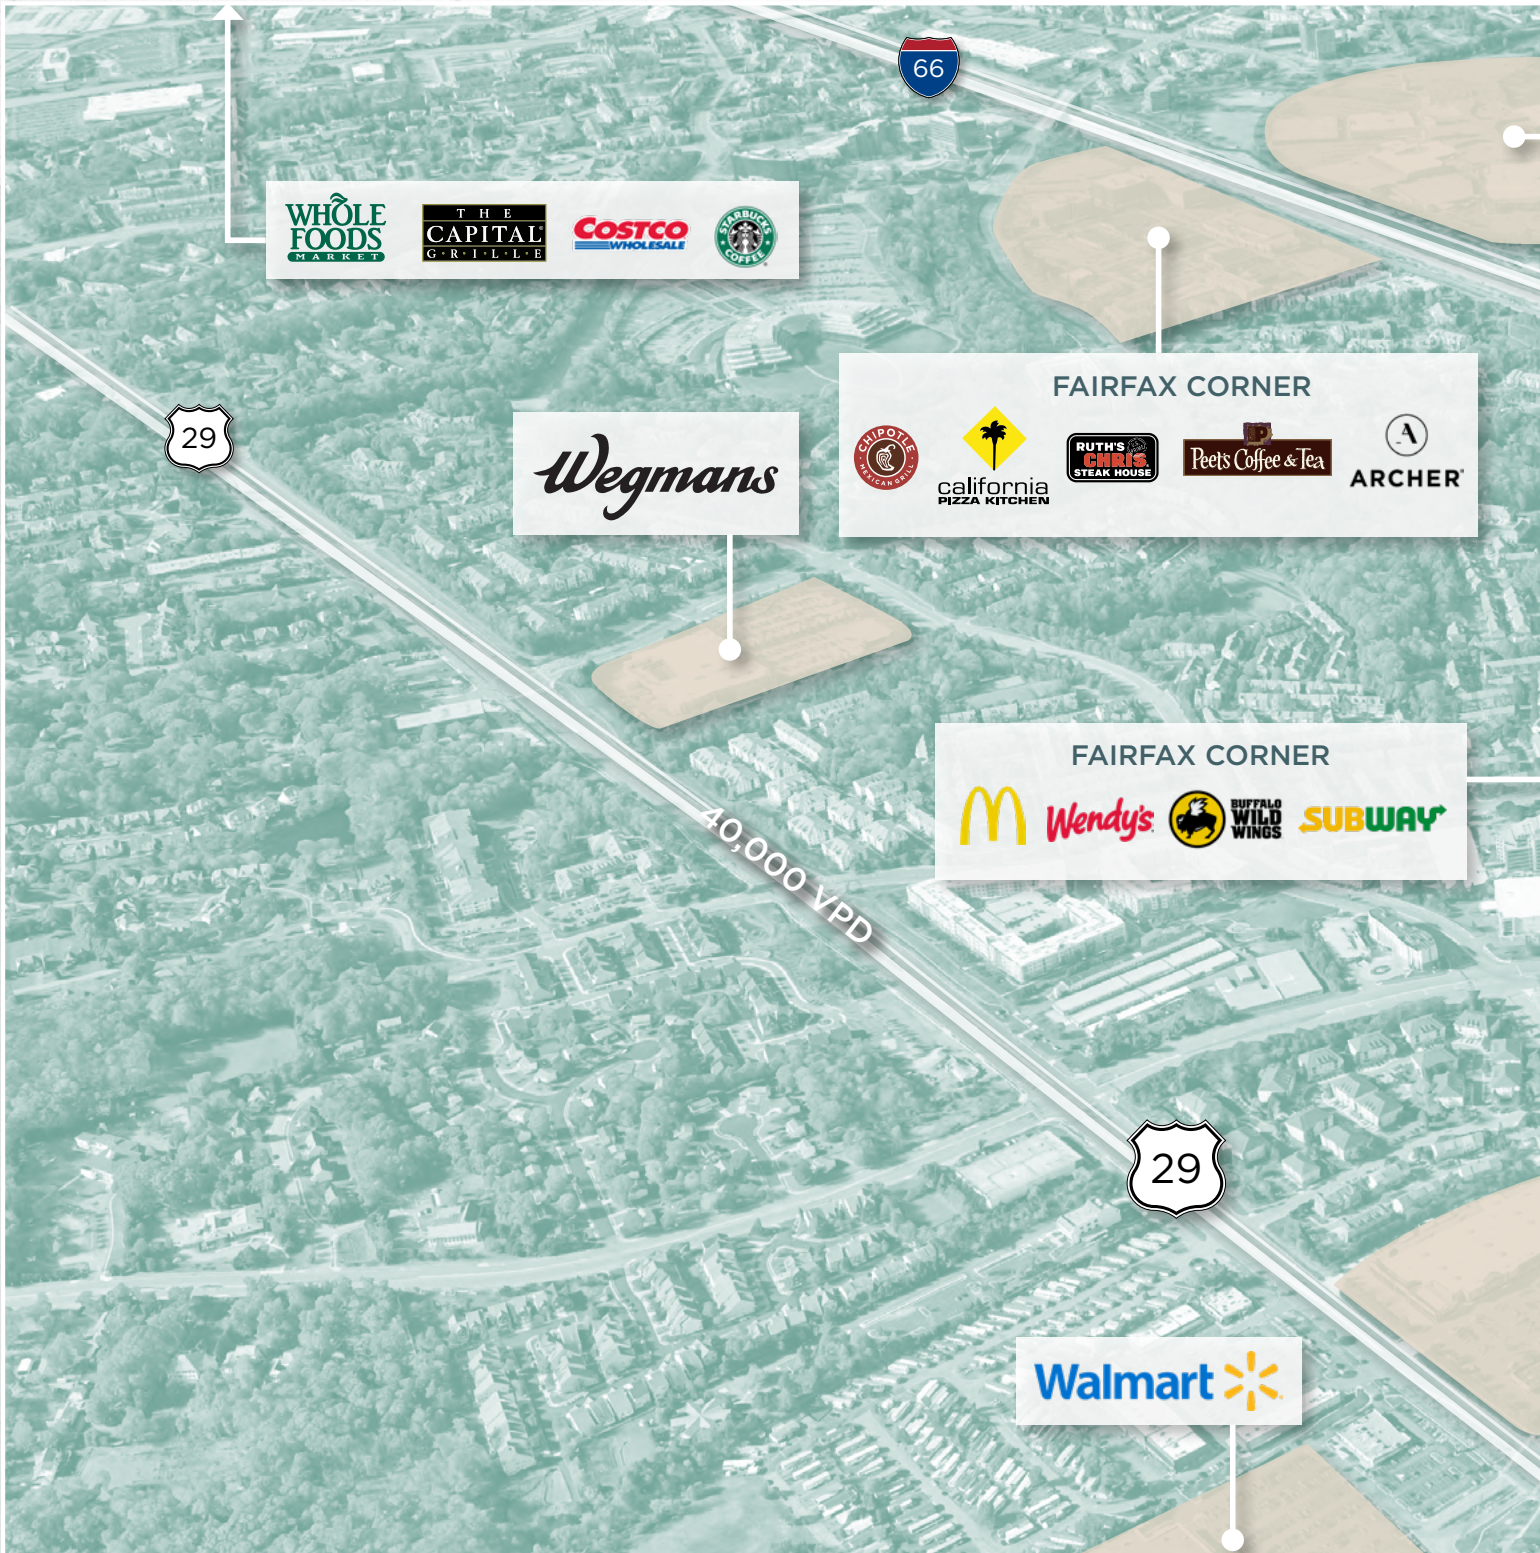 66
WHOLE
FOODS
MARKET
THE
CAPITAL
G·R·I·L·L·E
COSTCO
WHOLESALE
STARBUCKS
COFFEE
29
Wegmans
FAIRFAX CORNER
CHIPOTLE
MEXICAN GRILL
california
PIZZA KITCHEN
RUTH'S
CHRIS
STEAK HOUSE
P
Peet's Coffee & Tea
A
ARCHER
FAIRFAX CORNER
Wendy's
BUFFALO
WILD
WINGS
SUBWAY
40,000 VPD
29
Walmart